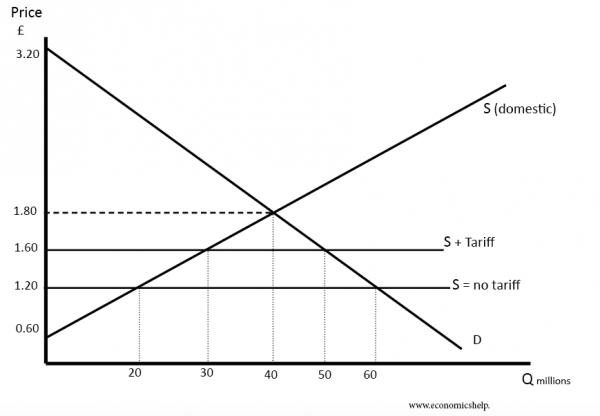 Price
£
3.20
S (domestic)
1.80
1.60
S + Tariff
1.20
S = no tariff
0.60
D
20 30 40 50 60
Q millions
www.economicshelp.